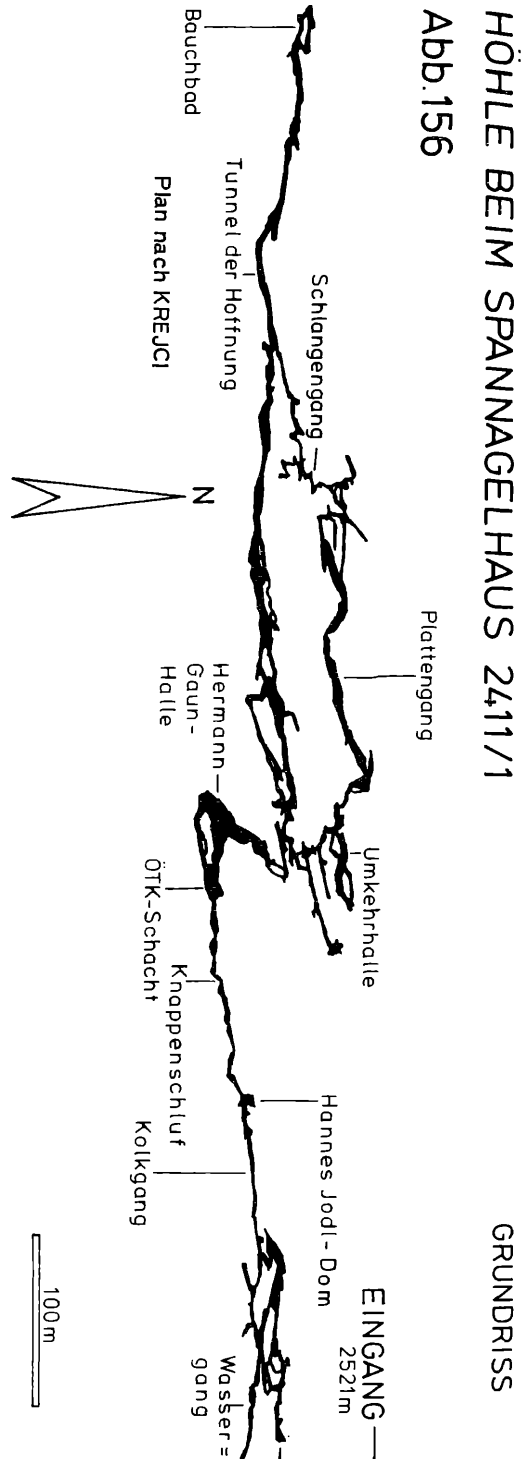 HÖHLE BEIM SPANNAGELHAUS 2411/1
GRUNDRISS
Abb.156
EINGANG
2521m
Plattengang
Umkehrhalle
Hannes Jodl-Dom
Schlangengang
Tunnel der Hoffnung
Bauchbad
Plan nach KREJCI
N
Hermann
Gaun-
Halle
ÖTK-Schacht
Knappenschluf
Kolkgang
Wasser=
gang
100m